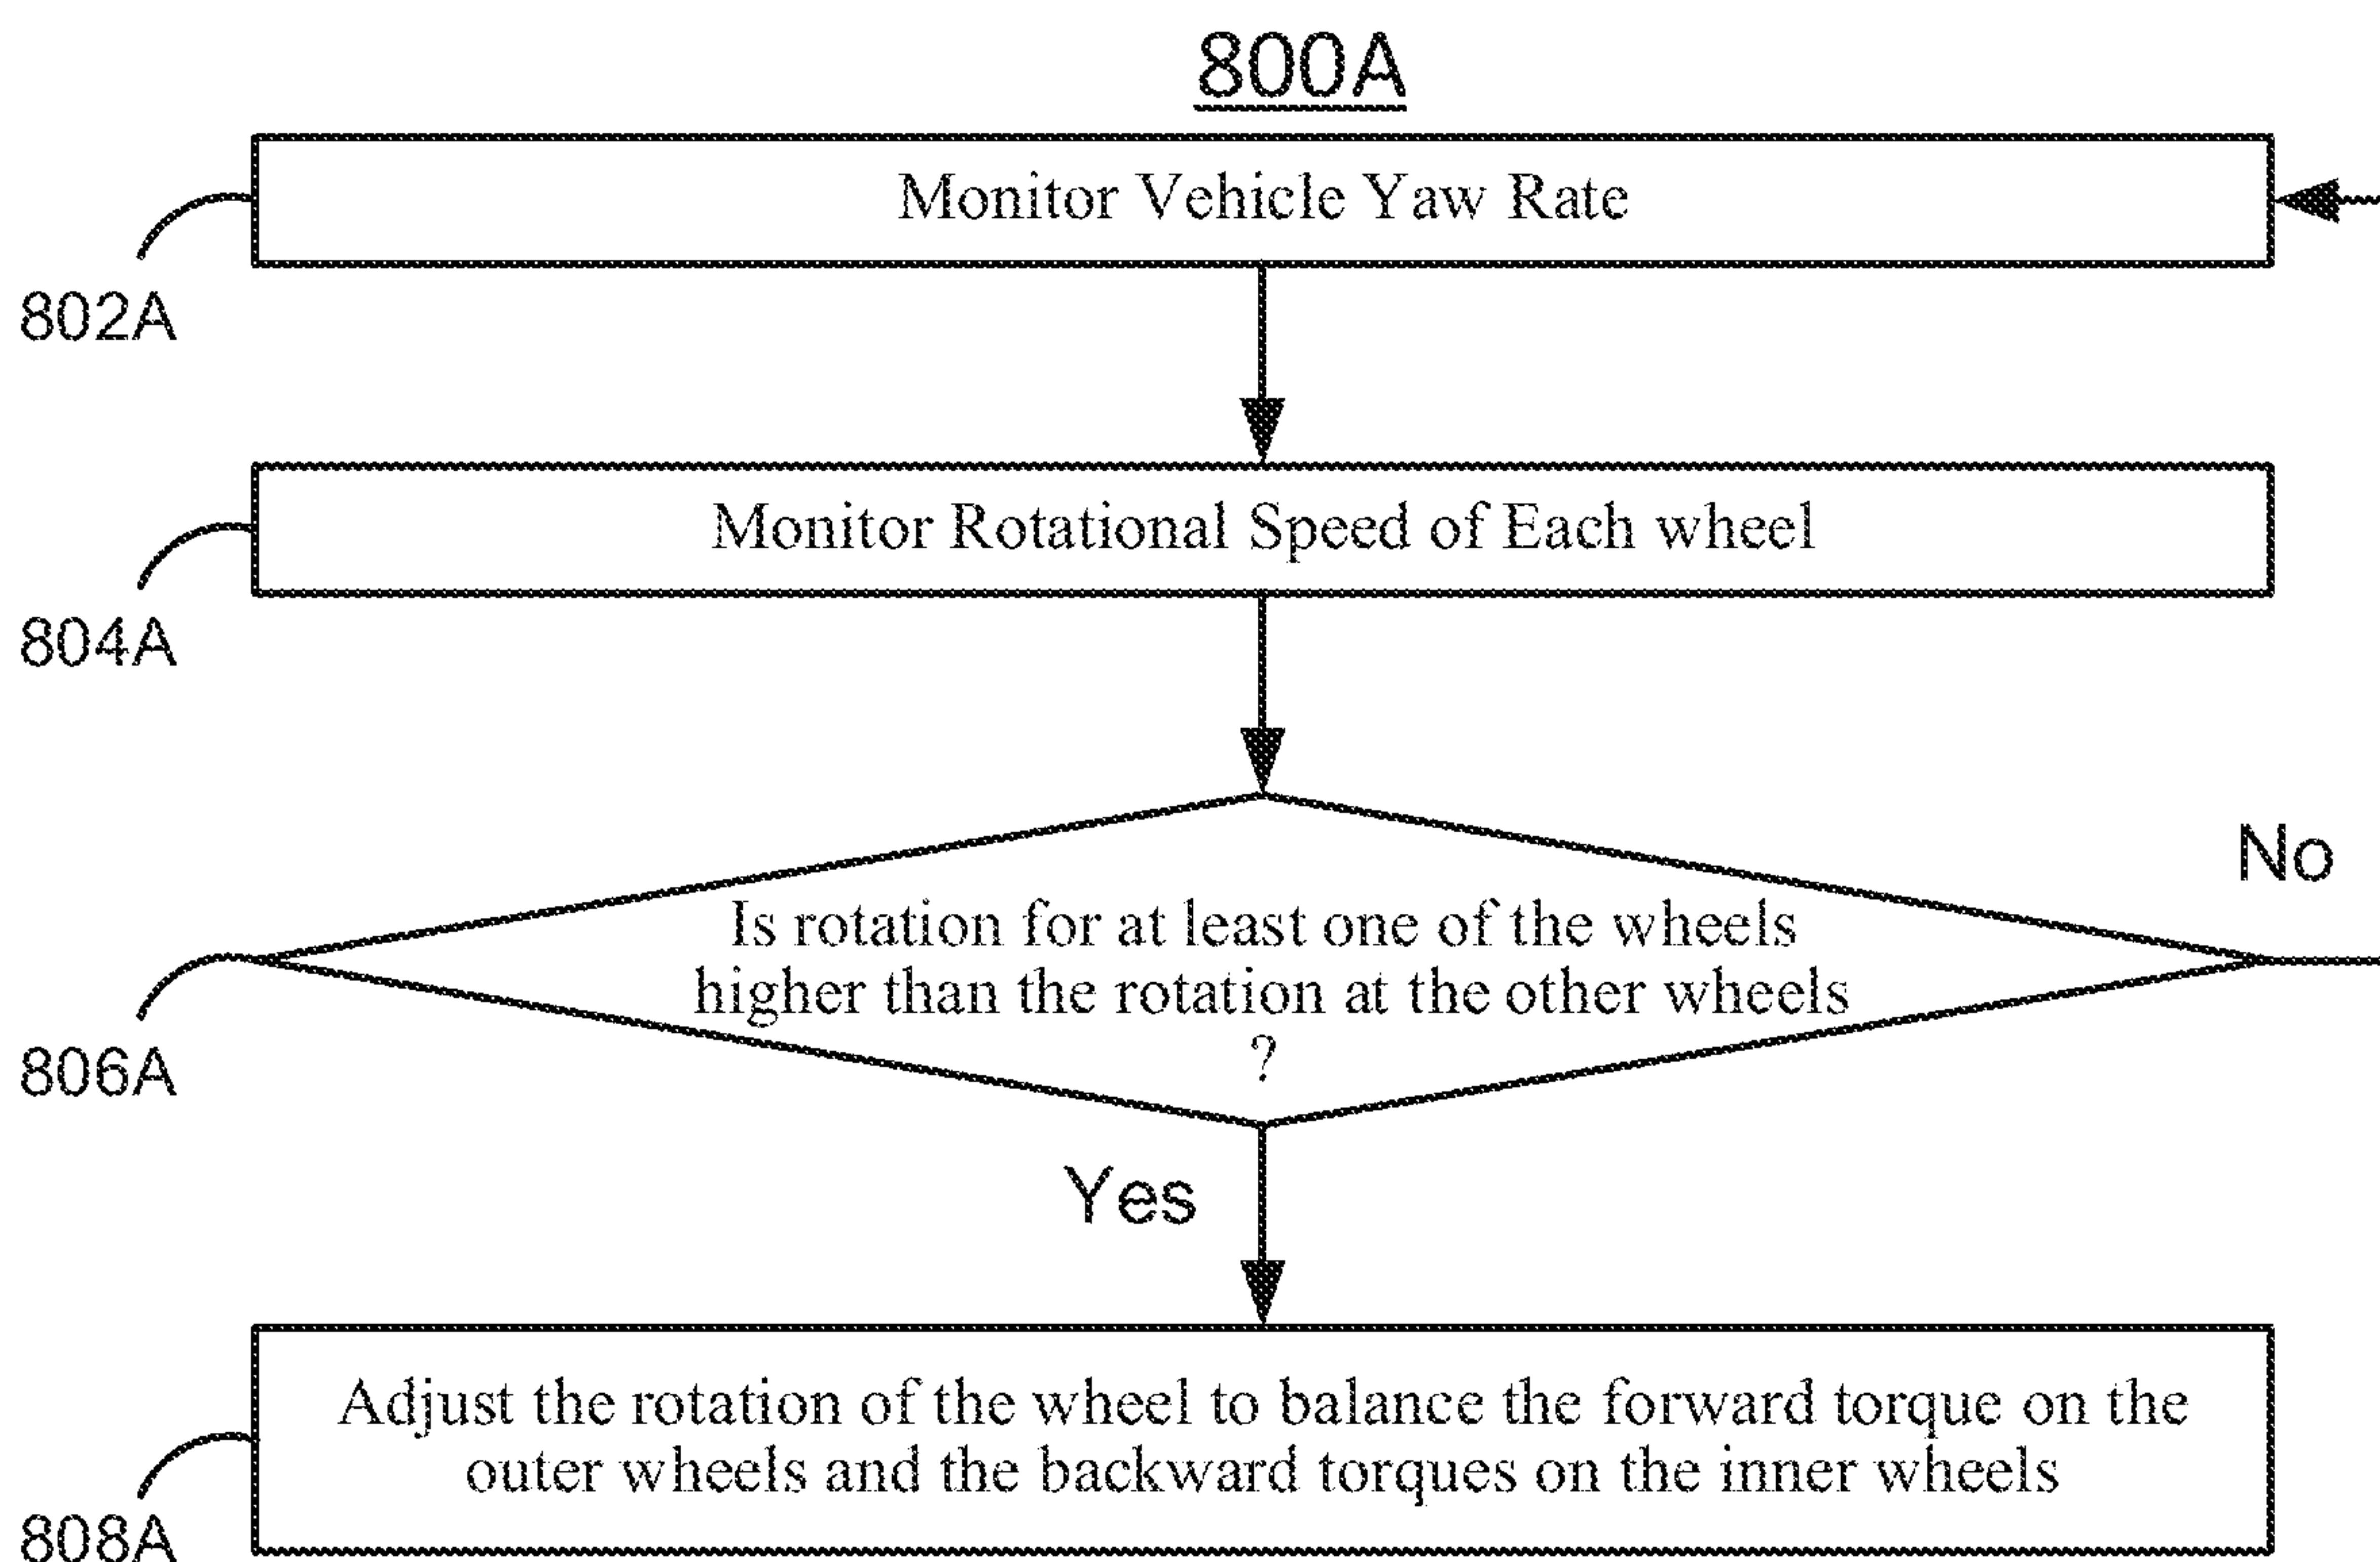 800A
Monitor Vehicle Yaw Rate
802A
Monitor Rotational Speed of Each wheel
804A
No
Is rotation for at least one of the wheels
higher than the rotation at the other wheels
?
806A
Yes
Adjust the rotation of the wheel to balance the forward torque on the
outer wheels and the backward torques on the inner wheels
808A